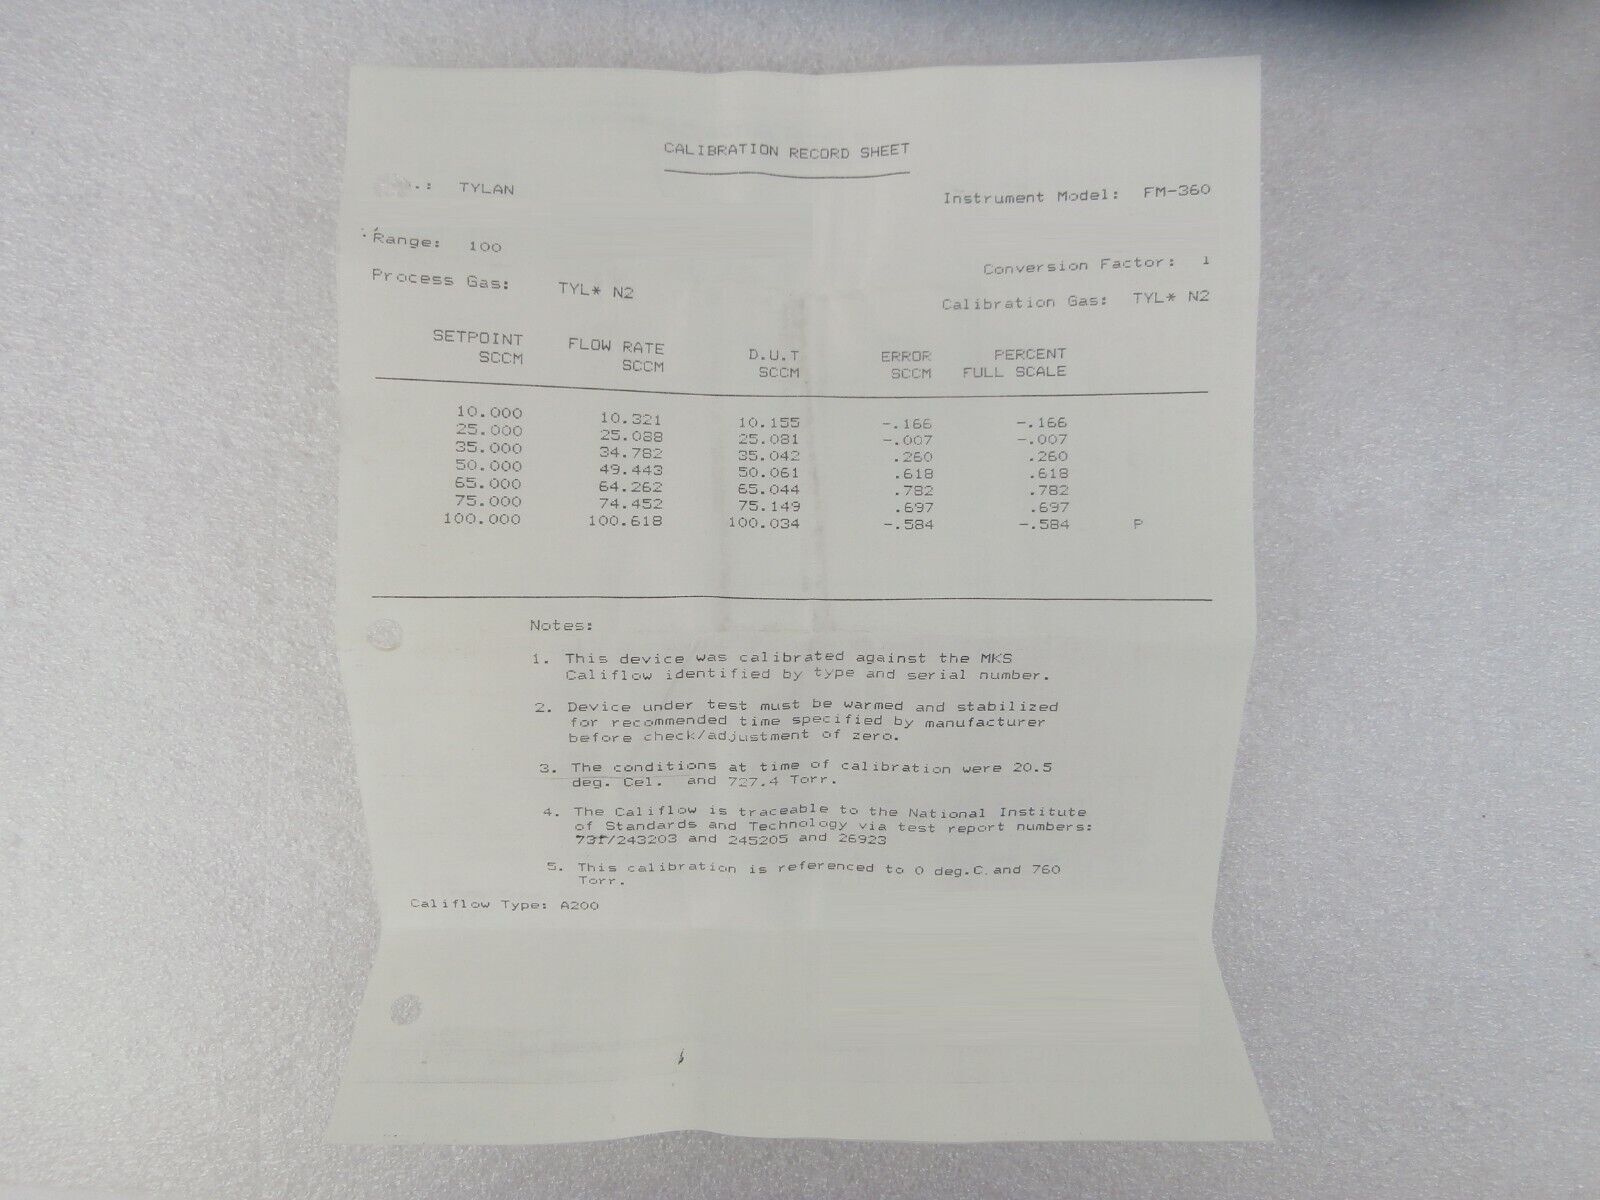 CALIBRATION RECORD SHEET
.: TYLAN
Instrument Model: FM-360
Range: 100
Conversion Factor: 1
Process Gas: TYL* N2
Calibration Gas: TYL* N2
SETPOINT FLOW RATE D.U.T ERROR PERCENT
SCCM SCCM SCCM SCCM FULL SCALE
10.000 10.321 10.155 -.166 -.166
25.000 25.088 25.081 -.007 -.007
35.000 34.782 35.042 .260 .260
50.000 49.443 50.061 .618 .618
65.000 64.262 65.044 .782 .782
75.000 74.452 75.149 .697 .697
100.000 100.618 100.034 -.584 -.584 P
Notes:
1. This device was calibrated against the MKS
Califlow identified by type and serial number.
2. Device under test must be warmed and stabilized
for recommended time specified by manufacturer
before check/adjustment of zero.
3. The conditions at time of calibration were 20.5
deg. Cel. and 727.4 Torr.
4. The Califlow is traceable to the National Institute
of Standards and Technology via test report numbers:
731/243203 and 245205 and 26923
5. This calibration is referenced to 0 deg.C.and 760
Torr.
Califlow Type: A200